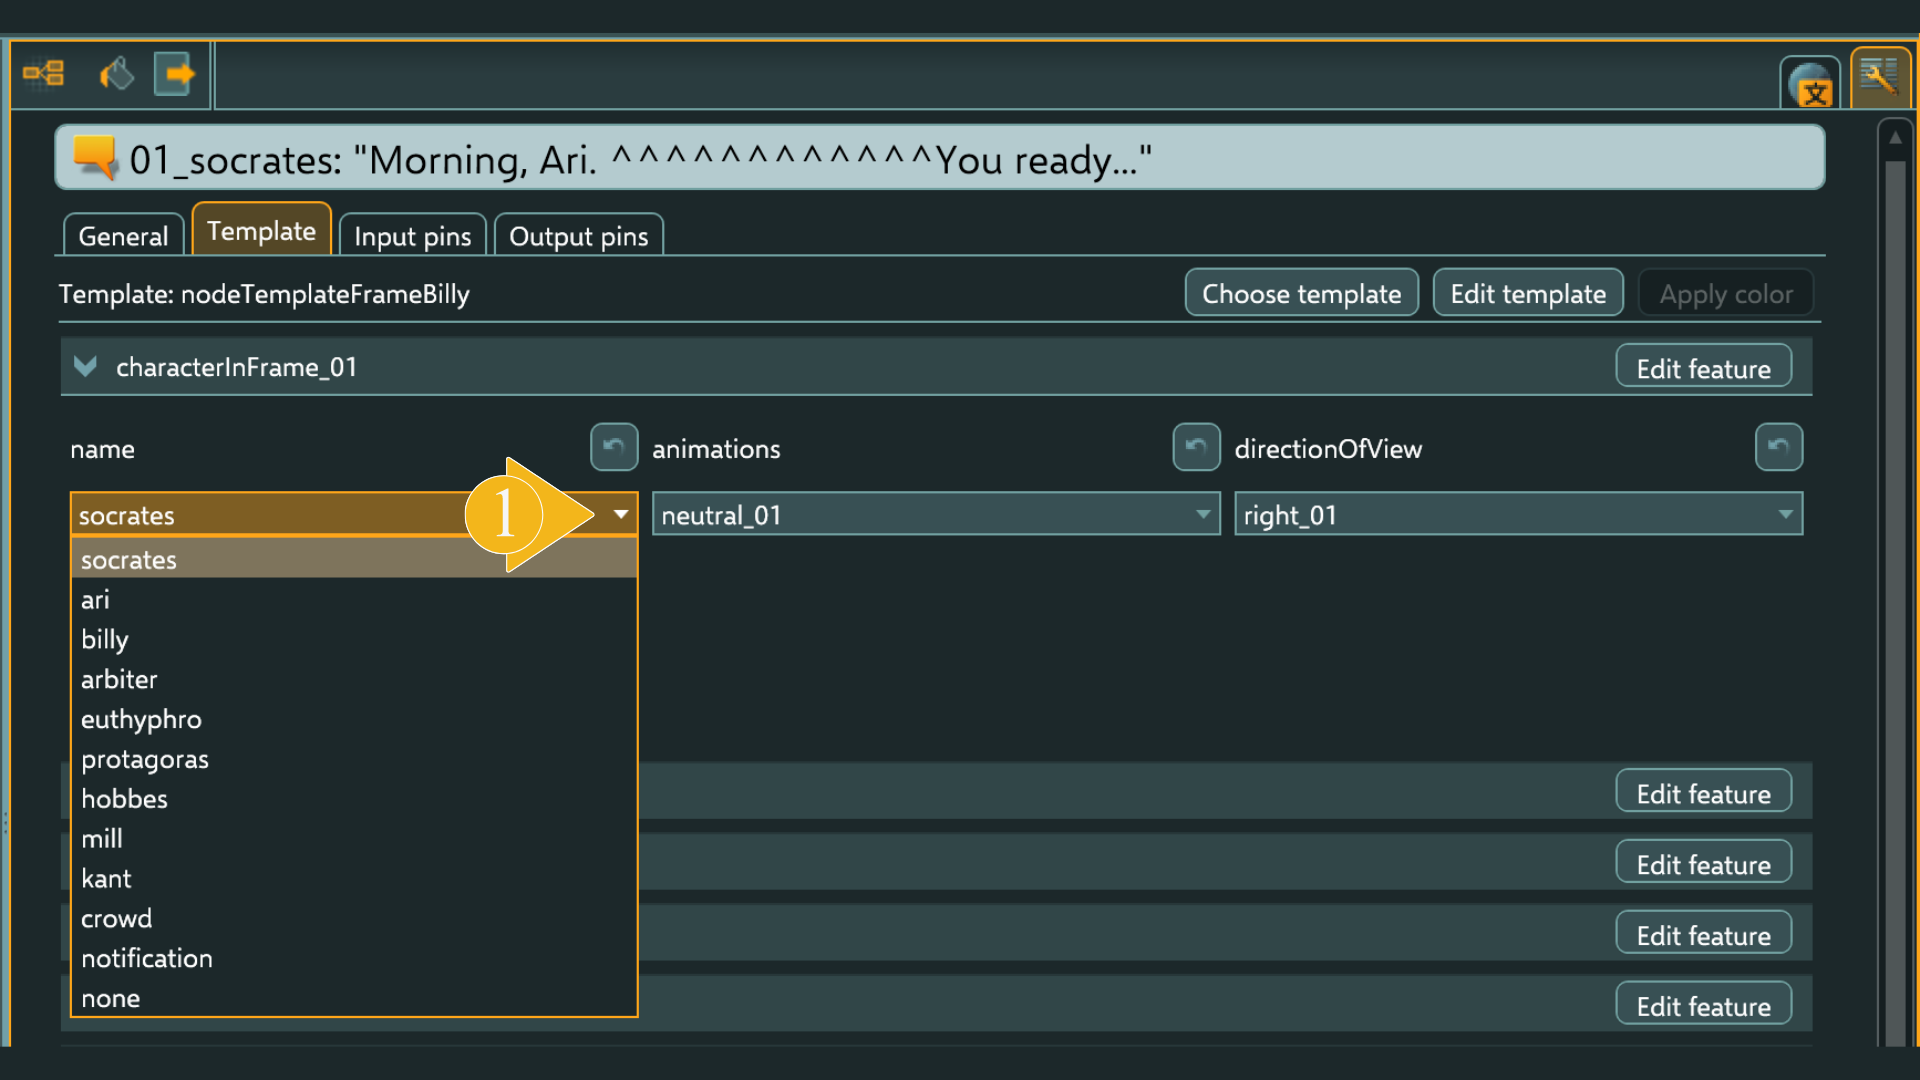 文
01_socrates: "Morning, Ari. ^^^^^^^^^^^^You ready..."
General Template Input pins Output pins
Template: nodeTemplateFrameBilly Choose template Edit template Apply color
characterInFrame_01 Edit feature
name animations directionOfView
socrates 1 neutral_01 right_01
socrates
ari
billy
arbiter
euthyphro
protagoras
hobbes Edit feature
mill
kant Edit feature
crowd
notification Edit feature
none Edit feature